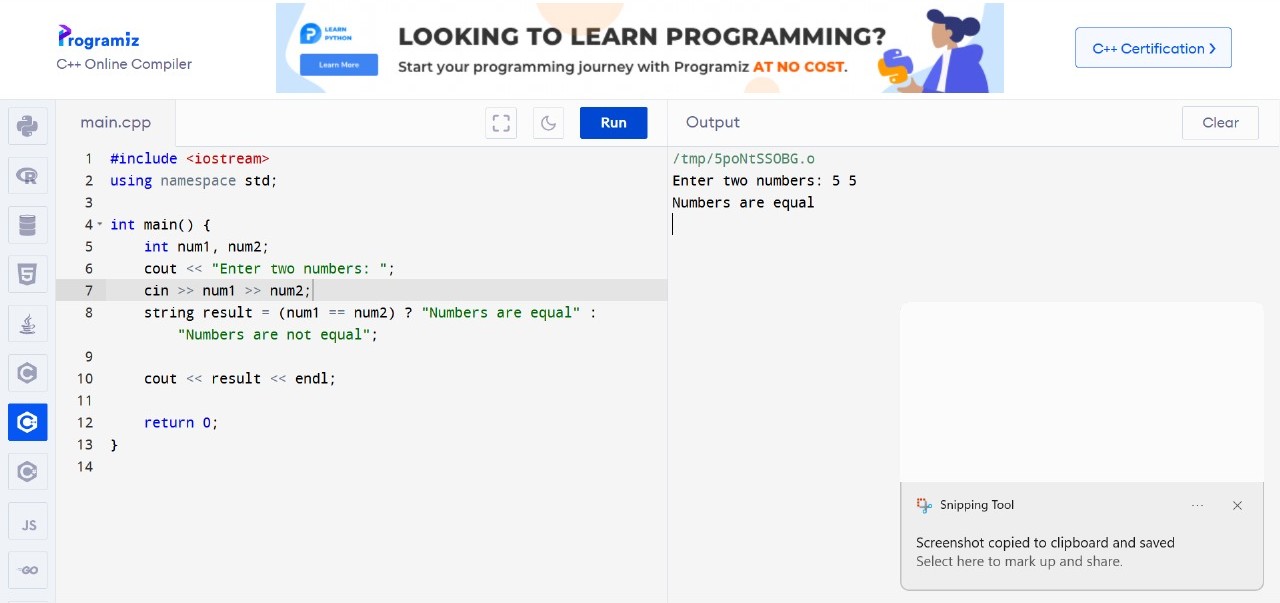 Programiz
C++ Online Compiler
LEARN
PYTHON
Learn More
LOOKING TO LEARN PROGRAMMING?
Start your programming journey with Programiz AT NO COST.
C++ Certification
main.cpp
Run
Output
Clear
1 #include <iostream>
2 using namespace std;
3
4 int main() {
5 int num1, num2;
6 cout << "Enter two numbers: ";
7 cin >> num1 >> num2;
8 string result = (num1 == num2) ? "Numbers are equal" :
"Numbers are not equal";
9
10 cout << result << endl;
11
12 return 0;
13 }
14
/tmp/5poNtSSOBG.o
Enter two numbers: 5 5
Numbers are equal
JS
GO
Snipping Tool
Screenshot copied to clipboard and saved
Select here to mark up and share.